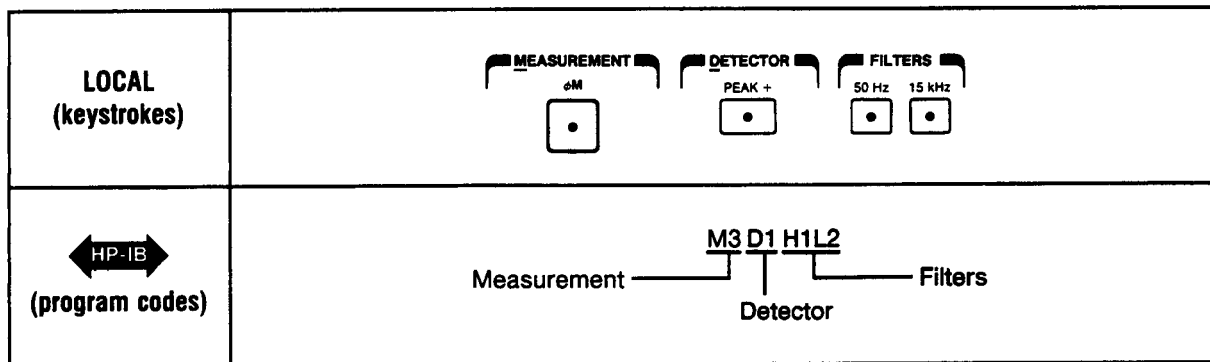 LOCAL
(keystrokes)
MEASUREMENT DETECTOR FILTERS
φM PEAK + 50 Hz 15 kHz
HP-IB
(program codes)
M3 D1 H1L2
Measurement Filters
Detector